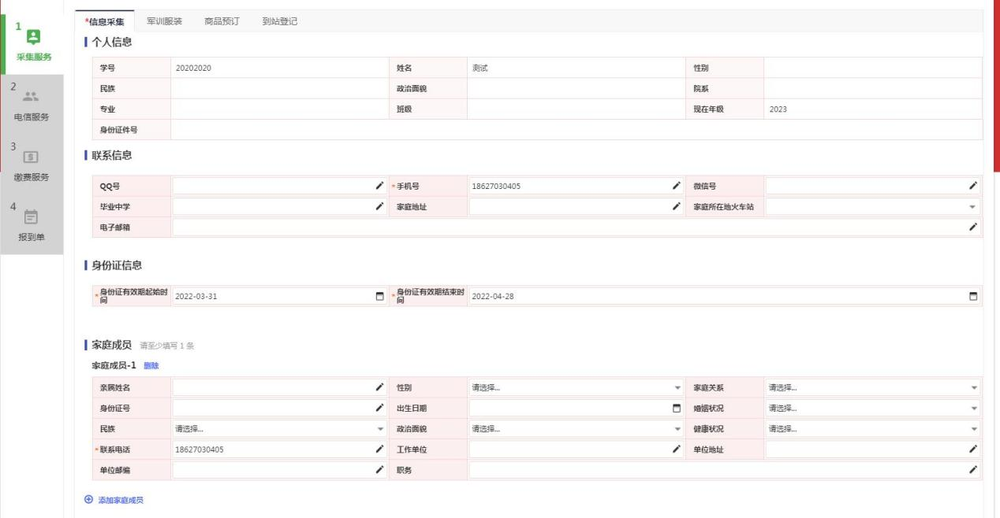 1
采集服务
2
电信服务
3
缴费服务
4
报到单
*信息采集 军训服装 商品预订 到站登记
个人信息
学号 20202020 姓名 测试 性别
民族 政治面貌 院系
专业 班级 现在年级 2023
身份证件号
联系信息
QQ号 *手机号 18627030405 微信号
毕业中学 家庭地址 家庭所在地火车站
电子邮箱
身份证信息
*身份证有效期起始时间 2022-03-31 *身份证有效期结束时间 2022-04-28
家庭成员 请至少填写 1 条
家庭成员-1 删除
亲属姓名 性别 请选择... 家庭关系 请选择...
身份证号 出生日期 婚姻状况 请选择...
民族 请选择... 政治面貌 请选择... 健康状况 请选择...
*联系电话 18627030405 工作单位 单位地址
单位邮编 职务
添加家庭成员